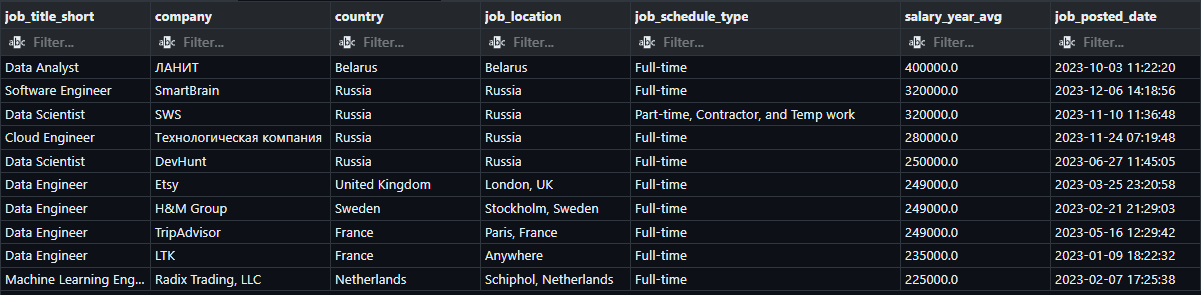 job_title_short company country job_location job_schedule_type salary_year_avg job_posted_date
abc Filter... abc Filter... abc Filter... abc Filter... abc Filter... abc Filter... abc Filter...
Data Analyst ЛАНИТ Belarus Belarus Full-time 400000.0 2023-10-03 11:22:20
Software Engineer SmartBrain Russia Russia Full-time 320000.0 2023-12-06 14:18:56
Data Scientist SWS Russia Russia Part-time, Contractor, and Temp work 320000.0 2023-11-10 11:36:48
Cloud Engineer Технологическая компания Russia Russia Full-time 280000.0 2023-11-24 07:19:48
Data Scientist DevHunt Russia Russia Full-time 250000.0 2023-06-27 11:45:05
Data Engineer Etsy United Kingdom London, UK Full-time 249000.0 2023-03-25 23:20:58
Data Engineer H&M Group Sweden Stockholm, Sweden Full-time 249000.0 2023-02-21 21:29:03
Data Engineer TripAdvisor France Paris, France Full-time 249000.0 2023-05-16 12:29:42
Data Engineer LTK France Anywhere Full-time 235000.0 2023-01-09 18:22:32
Machine Learning Eng... Radix Trading, LLC Netherlands Schiphol, Netherlands Full-time 225000.0 2023-02-07 17:25:38